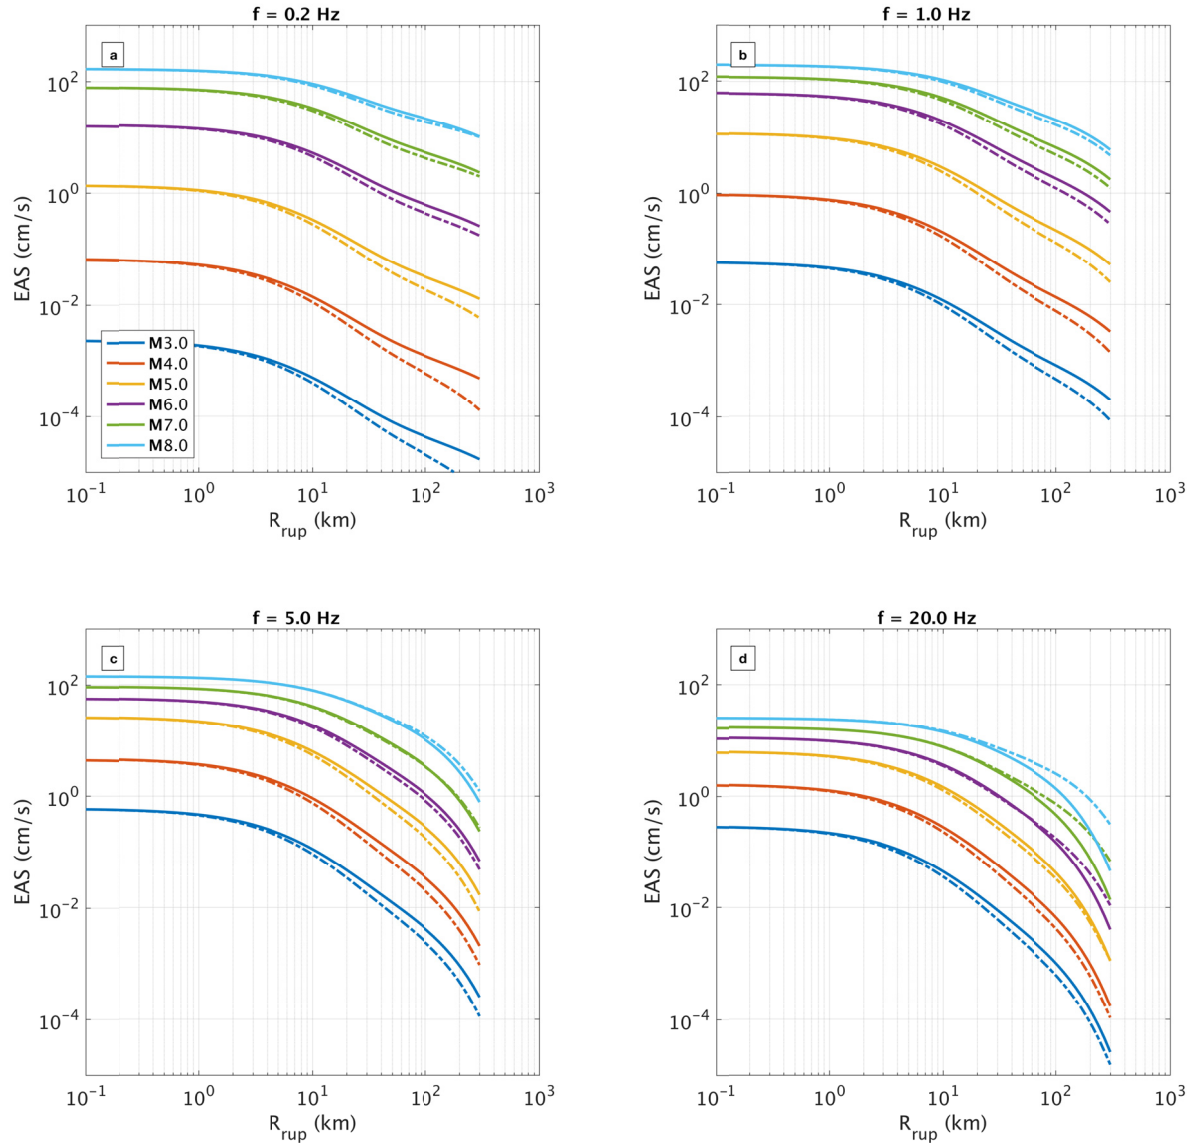 f = 0.2 Hz
a
10^2
10^0
10^-2
10^-4
EAS (cm/s)
M3.0
M4.0
M5.0
M6.0
M7.0
M8.0
10^-1 10^0 10^1 10^2 10^3
R_rup (km)
f = 1.0 Hz
b
10^2
10^0
10^-2
10^-4
EAS (cm/s)
10^-1 10^0 10^1 10^2 10^3
R_rup (km)
f = 5.0 Hz
c
10^2
10^0
10^-2
10^-4
EAS (cm/s)
10^-1 10^0 10^1 10^2 10^3
R_rup (km)
f = 20.0 Hz
d
10^2
10^0
10^-2
10^-4
EAS (cm/s)
10^-1 10^0 10^1 10^2 10^3
R_rup (km)